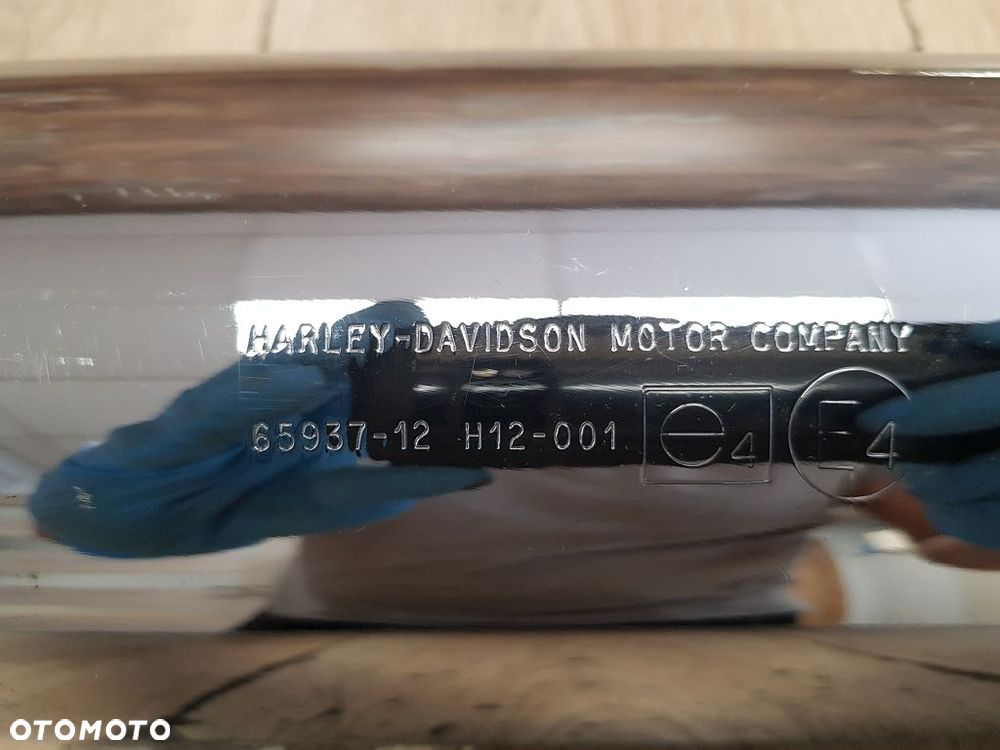 HARLEY-DAVIDSON MOTOR COMPANY
65937-12 H12-001 e4 E4
OTOMOTO